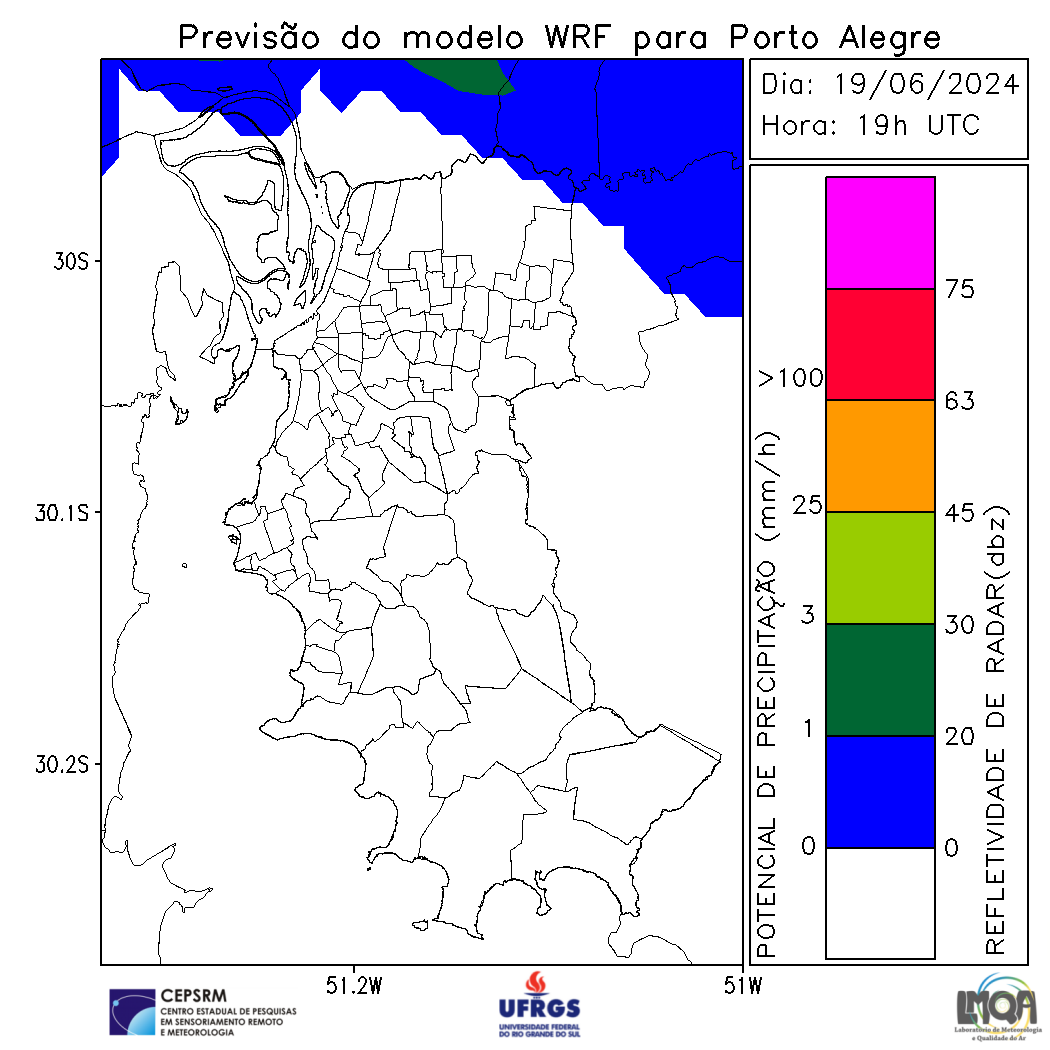 Previsão do modelo WRF para Porto Alegre
Dia: 19/06/2024
Hora: 19h UTC
30S
30.1S
30.2S
51.2W
51W
POTENCIAL DE PRECIPITAÇÃO (mm/h)
>100
25
3
1
0
75
63
45
30
20
0
REFLETIVIDADE DE RADAR(dbz)
CEPSRM
CENTRO ESTADUAL DE PESQUISAS
EM SENSORIAMENTO REMOTO
E METEOROLOGIA
UFRGS
UNIVERSIDADE FEDERAL
DO RIO GRANDE DO SUL
LMQA
Laboratório de Meteorologia
e Qualidade do Ar